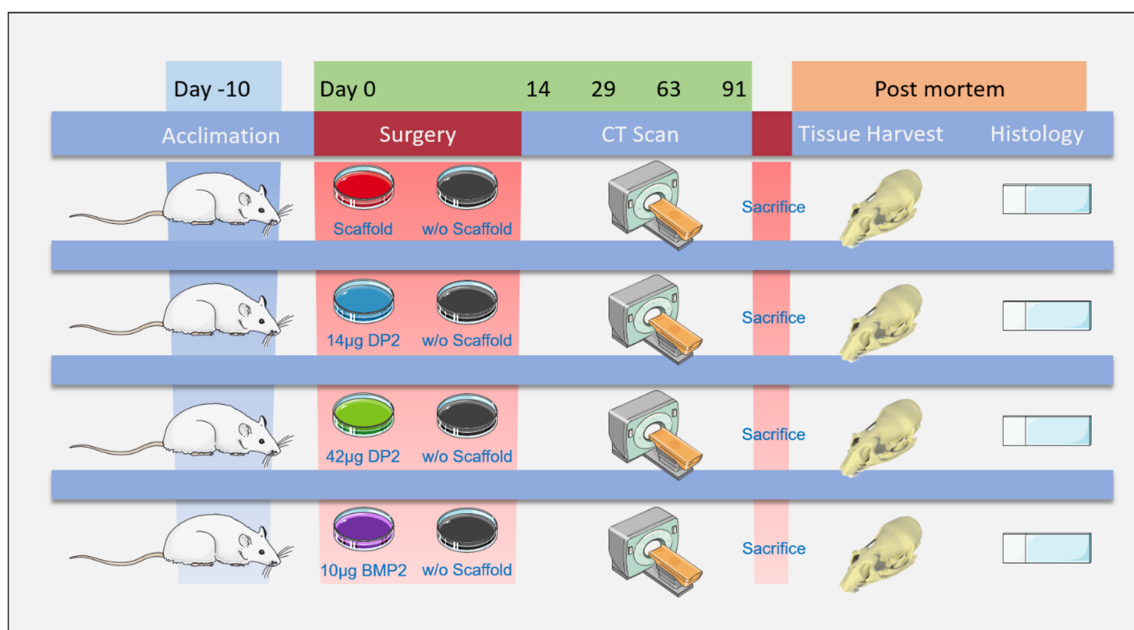 Day -10 Day 0 14 29 63 91 Post mortem
Acclimation Surgery CT Scan Tissue Harvest Histology
Scaffold w/o Scaffold Sacrifice
14µg DP2 w/o Scaffold Sacrifice
42µg DP2 w/o Scaffold Sacrifice
10µg BMP2 w/o Scaffold Sacrifice